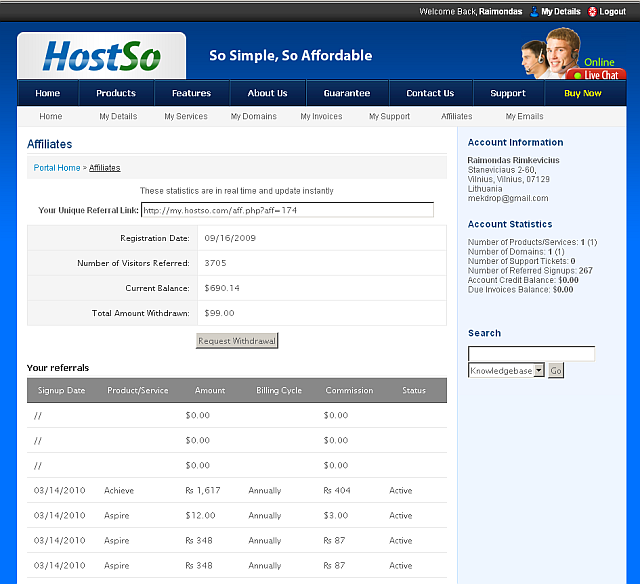 Welcome Back, Raimondas My Details Logout
HostSo So Simple, So Affordable
Online
Live Chat
Home Products Features About Us Guarantee Contact Us Support Buy Now
Home My Details My Services My Domains My Invoices My Support Affiliates My Emails
Affiliates
Portal Home > Affiliates
These statistics are in real time and update instantly
Your Unique Referral Link: http://my.hostso.com/aff.php?aff=174
Registration Date: 09/16/2009
Number of Visitors Referred: 3705
Current Balance: $690.14
Total Amount Withdrawn: $99.00
Request Withdrawal
Your referrals
Signup Date Product/Service Amount Billing Cycle Commission Status
// $0.00 $0.00
// $0.00 $0.00
// $0.00 $0.00
03/14/2010 Achieve Rs 1,617 Annually Rs 404 Active
03/14/2010 Aspire $12.00 Annually $3.00 Active
03/14/2010 Aspire Rs 348 Annually Rs 87 Active
03/14/2010 Aspire Rs 348 Annually Rs 87 Active
Account Information
Raimondas Rimkevicius
Staneviciaus 2-60,
Vilnius, Vilnius, 07129
Lithuania
mekdrop@gmail.com
Account Statistics
Number of Products/Services: 1 (1)
Number of Domains: 1 (1)
Number of Support Tickets: 0
Number of Referred Signups: 267
Account Credit Balance: $0.00
Due Invoices Balance: $0.00
Search
Knowledgebase Go